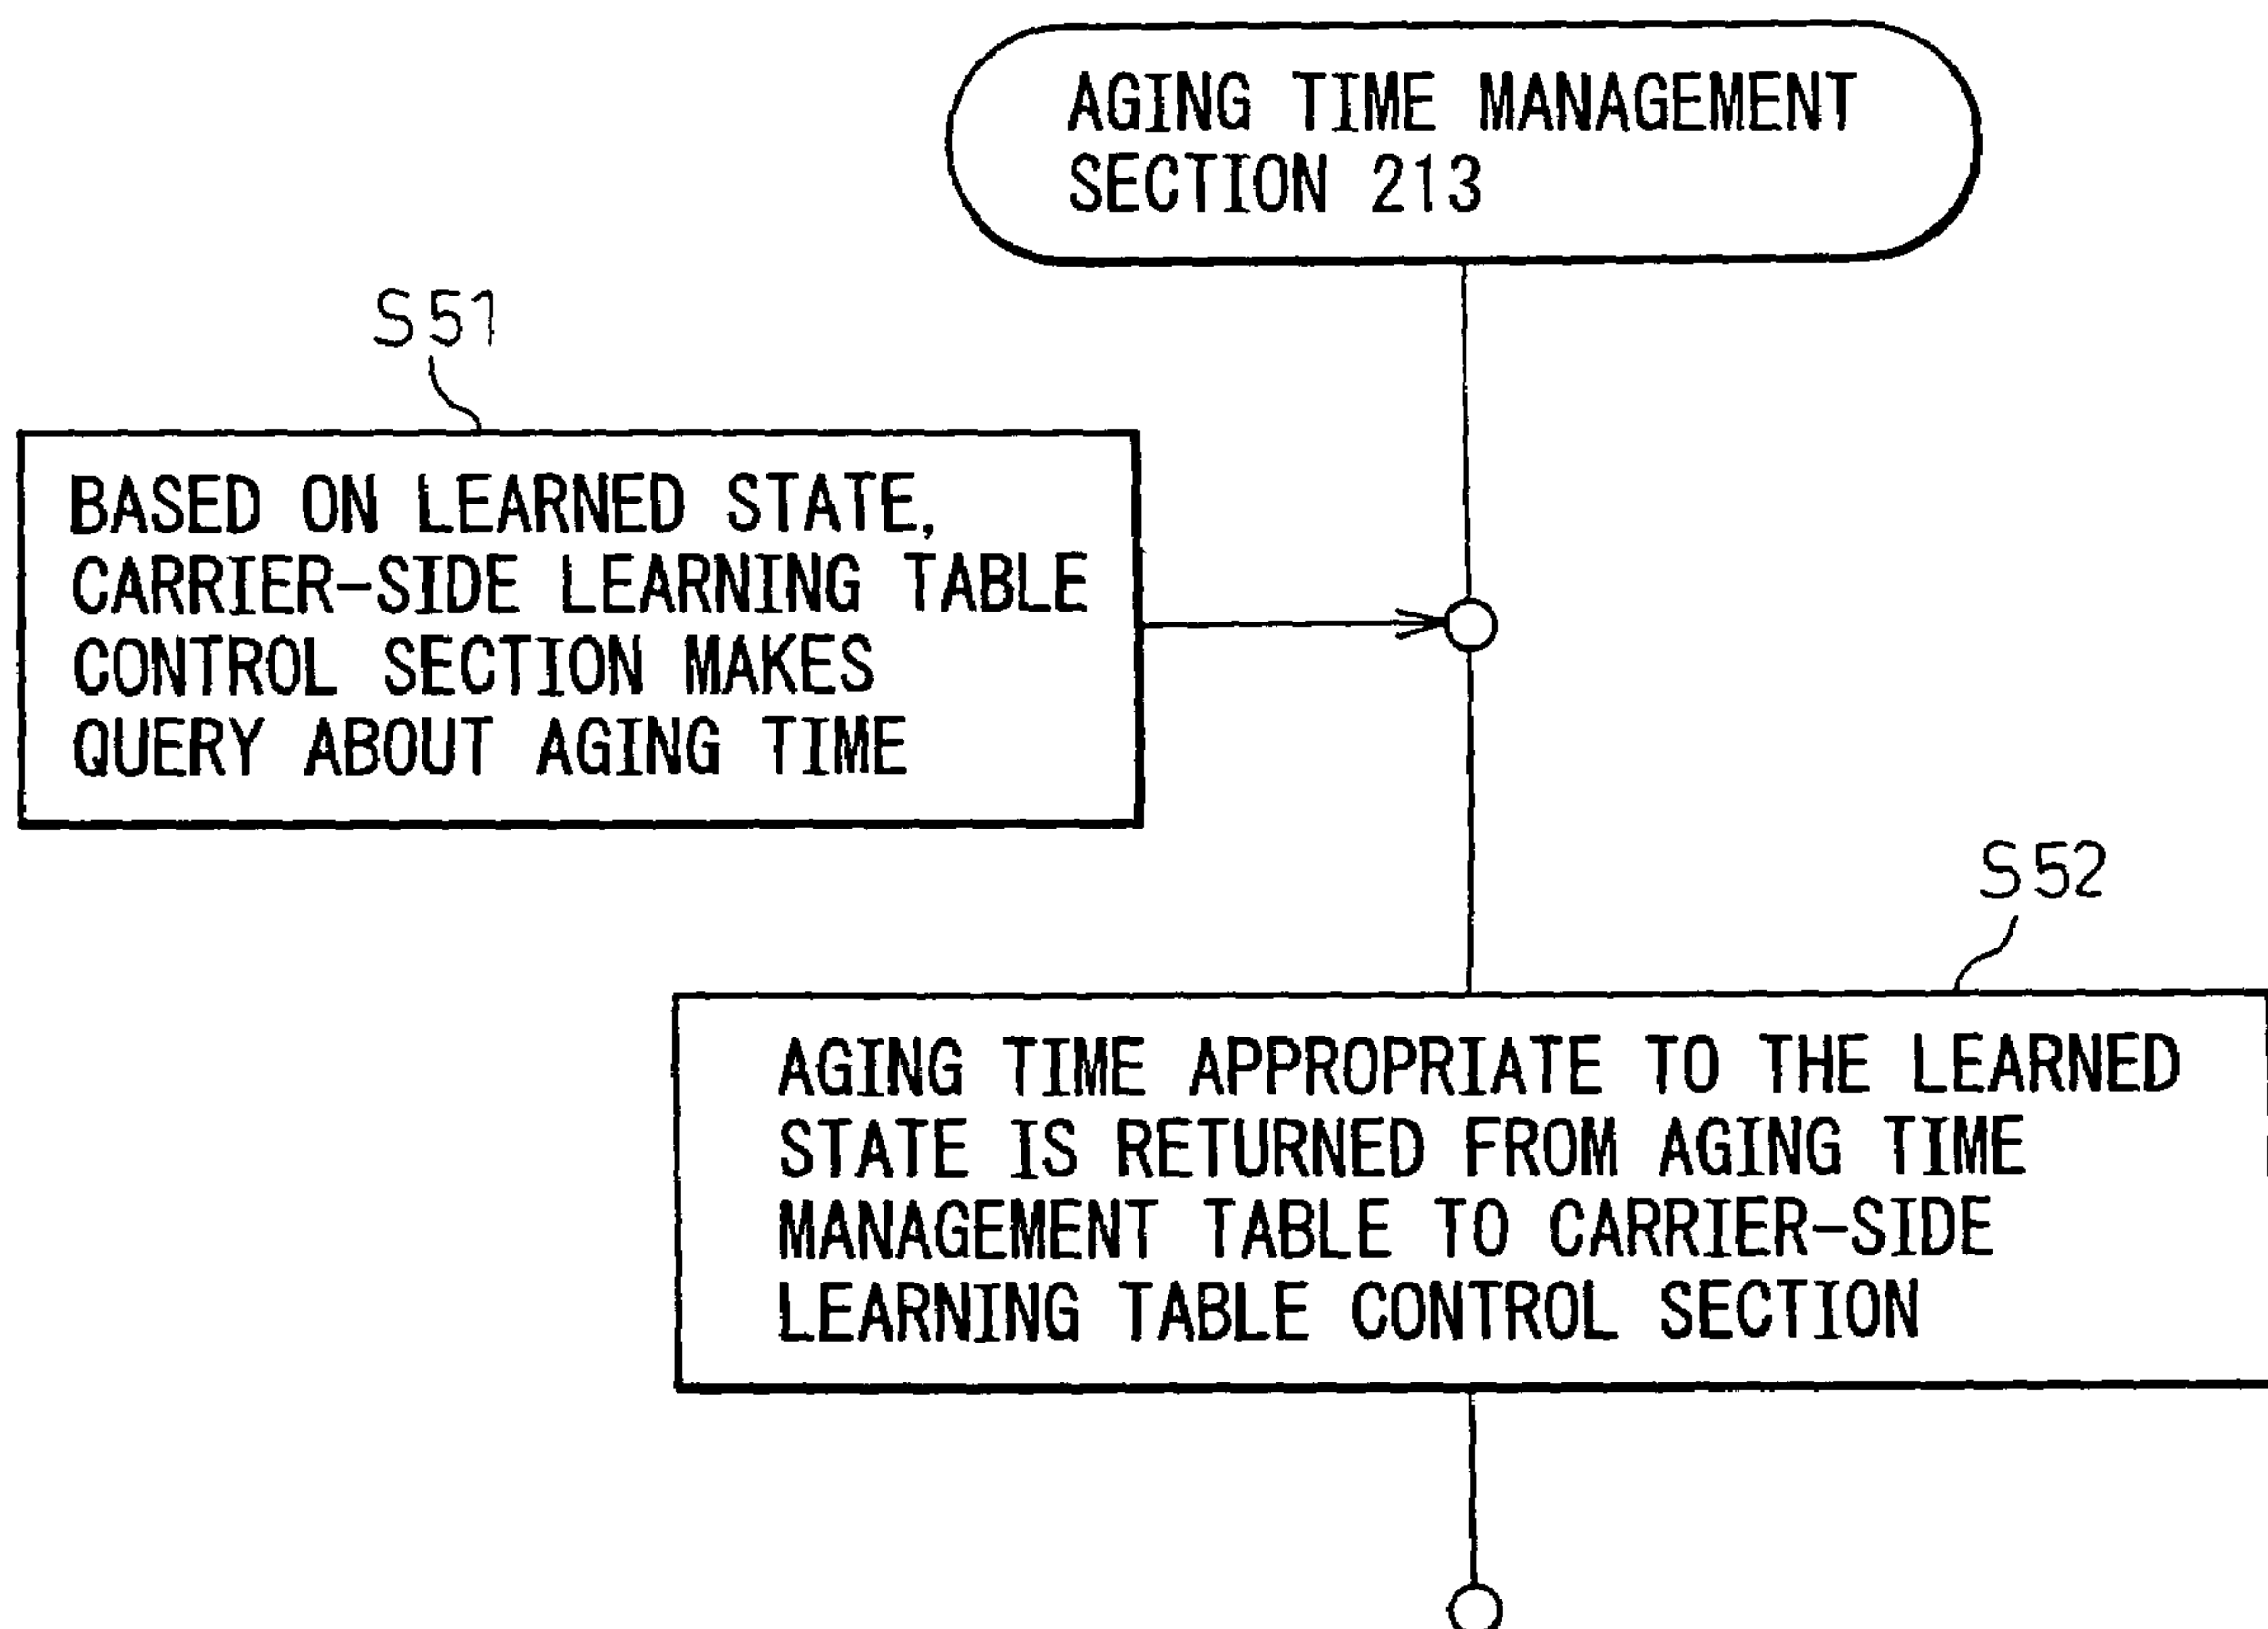 AGING TIME MANAGEMENT
SECTION 213
S51
BASED ON LEARNED STATE,
CARRIER-SIDE LEARNING TABLE
CONTROL SECTION MAKES
QUERY ABOUT AGING TIME
S52
AGING TIME APPROPRIATE TO THE LEARNED
STATE IS RETURNED FROM AGING TIME
MANAGEMENT TABLE TO CARRIER-SIDE
LEARNING TABLE CONTROL SECTION